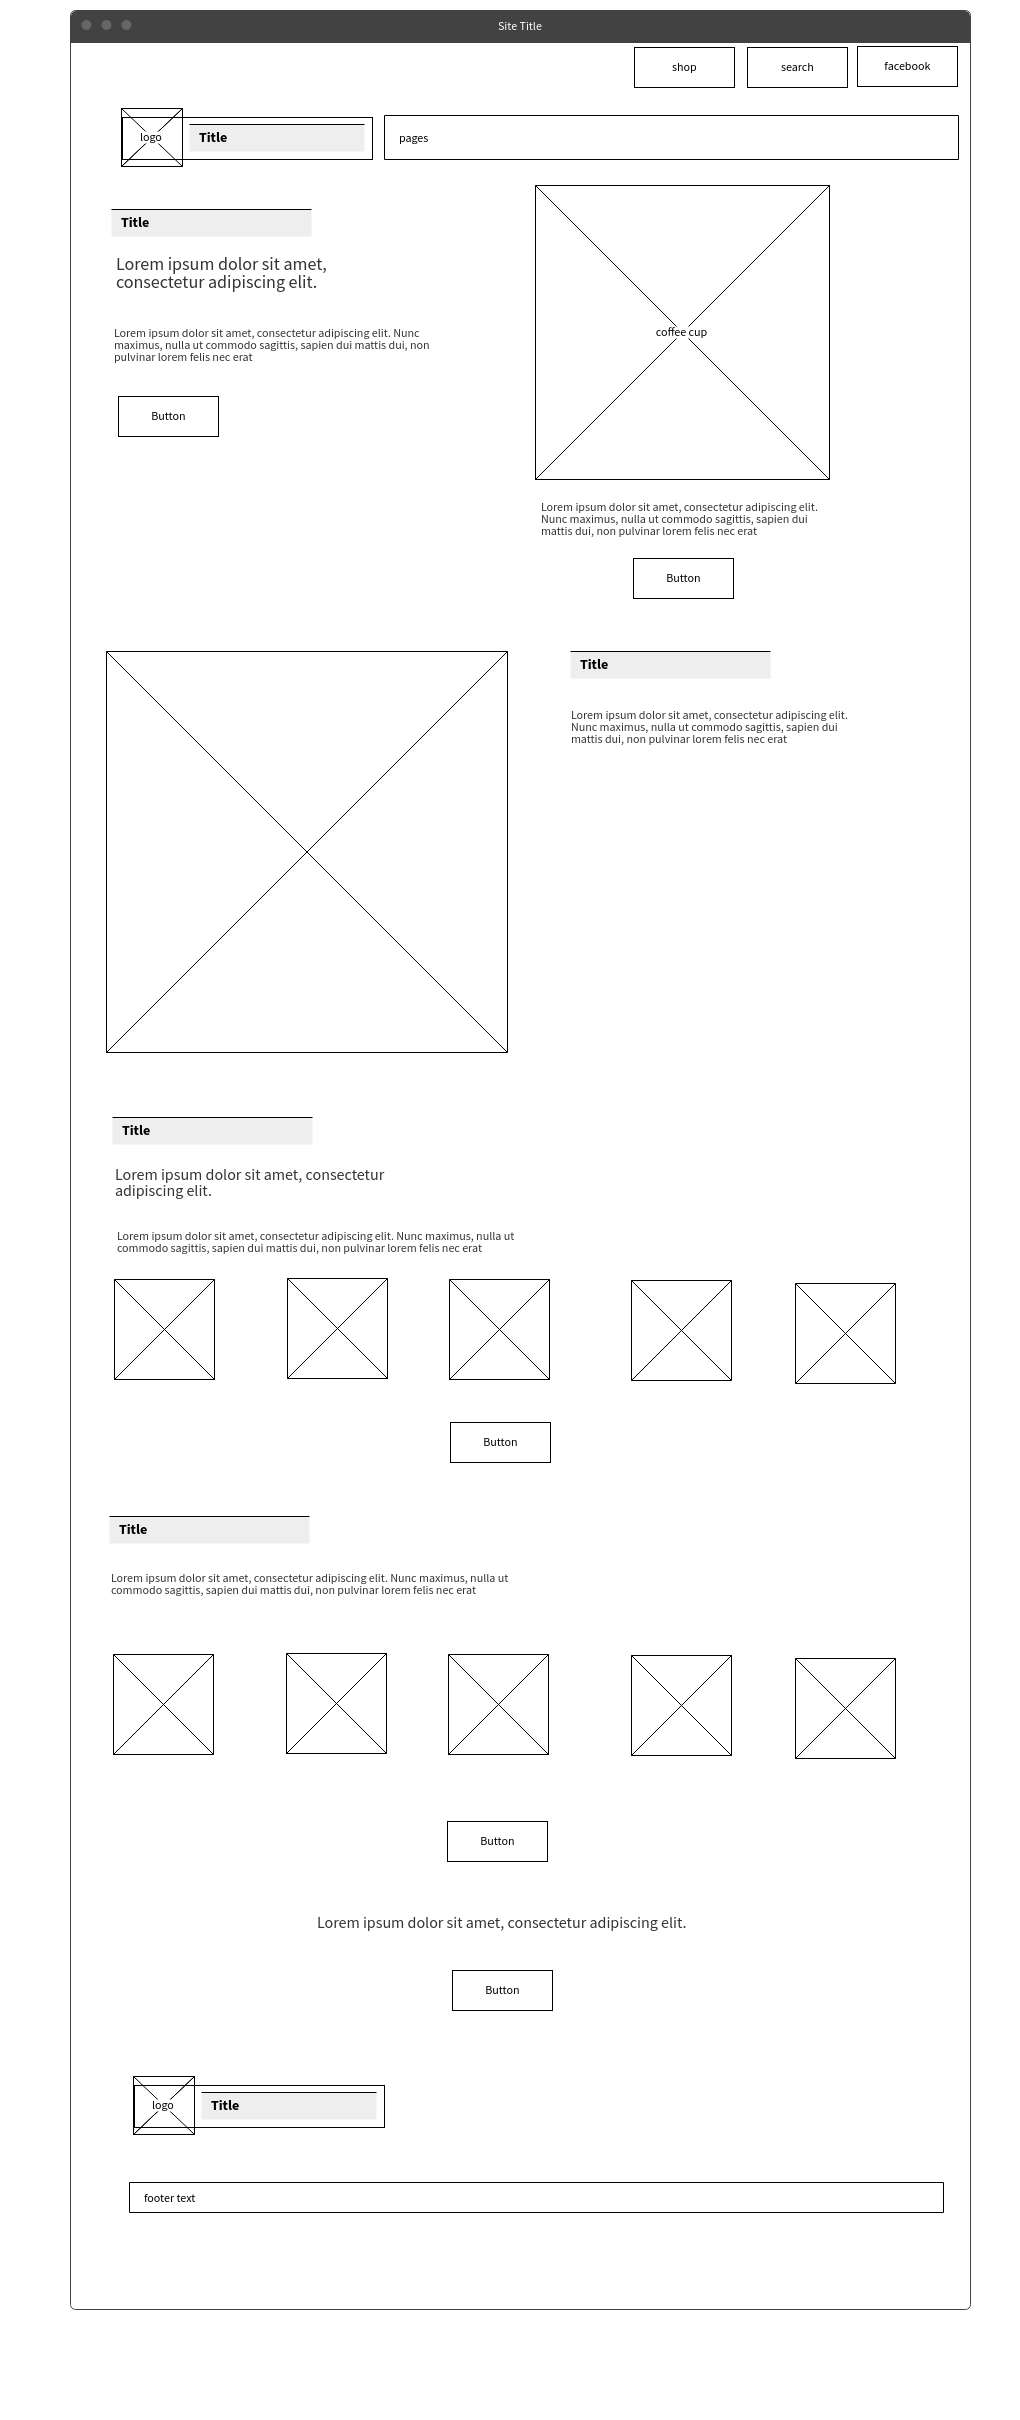 Site Title
shop
search
facebook
logo
Title
pages
Title
Lorem ipsum dolor sit amet,
consectetur adipiscing elit.
Lorem ipsum dolor sit amet, consectetur adipiscing elit. Nunc
maximus, nulla ut commodo sagittis, sapien dui mattis dui, non
pulvinar lorem felis nec erat
Button
coffee cup
Lorem ipsum dolor sit amet, consectetur adipiscing elit.
Nunc maximus, nulla ut commodo sagittis, sapien dui
mattis dui, non pulvinar lorem felis nec erat
Button
Title
Lorem ipsum dolor sit amet, consectetur adipiscing elit.
Nunc maximus, nulla ut commodo sagittis, sapien dui
mattis dui, non pulvinar lorem felis nec erat
Title
Lorem ipsum dolor sit amet, consectetur
adipiscing elit.
Lorem ipsum dolor sit amet, consectetur adipiscing elit. Nunc maximus, nulla ut
commodo sagittis, sapien dui mattis dui, non pulvinar lorem felis nec erat
Button
Title
Lorem ipsum dolor sit amet, consectetur adipiscing elit. Nunc maximus, nulla ut
commodo sagittis, sapien dui mattis dui, non pulvinar lorem felis nec erat
Button
Lorem ipsum dolor sit amet, consectetur adipiscing elit.
Button
logo
Title
footer text